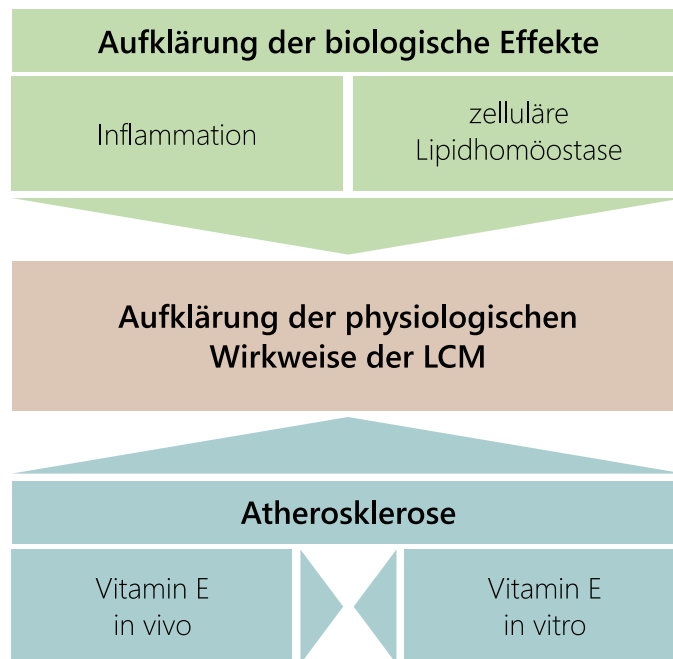 Aufklärung der biologische Effekte
Inflammation
zelluläre
Lipidhomöostase
Aufklärung der physiologischen
Wirkweise der LCM
Atherosklerose
Vitamin E
in vivo
Vitamin E
in vitro